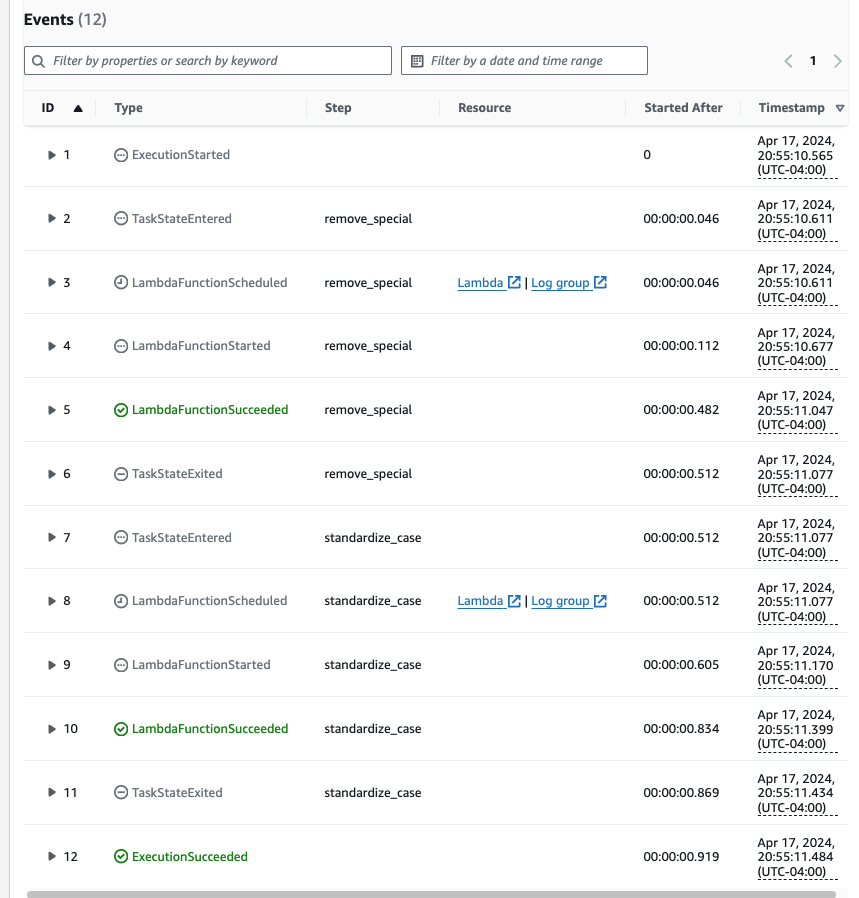 Events (12)
Filter by properties or search by keyword
Filter by a date and time range
1
ID Type Step Resource Started After Timestamp
1 ExecutionStarted 0 Apr 17, 2024,
20:55:10.565
(UTC-04:00)
2 TaskStateEntered remove_special 00:00:00.046 Apr 17, 2024,
20:55:10.611
(UTC-04:00)
3 LambdaFunctionScheduled remove_special Lambda | Log group 00:00:00.046 Apr 17, 2024,
20:55:10.611
(UTC-04:00)
4 LambdaFunctionStarted remove_special 00:00:00.112 Apr 17, 2024,
20:55:10.677
(UTC-04:00)
5 LambdaFunctionSucceeded remove_special 00:00:00.482 Apr 17, 2024,
20:55:11.047
(UTC-04:00)
6 TaskStateExited remove_special 00:00:00.512 Apr 17, 2024,
20:55:11.077
(UTC-04:00)
7 TaskStateEntered standardize_case 00:00:00.512 Apr 17, 2024,
20:55:11.077
(UTC-04:00)
8 LambdaFunctionScheduled standardize_case Lambda | Log group 00:00:00.512 Apr 17, 2024,
20:55:11.077
(UTC-04:00)
9 LambdaFunctionStarted standardize_case 00:00:00.605 Apr 17, 2024,
20:55:11.170
(UTC-04:00)
10 LambdaFunctionSucceeded standardize_case 00:00:00.834 Apr 17, 2024,
20:55:11.399
(UTC-04:00)
11 TaskStateExited standardize_case 00:00:00.869 Apr 17, 2024,
20:55:11.434
(UTC-04:00)
12 ExecutionSucceeded 00:00:00.919 Apr 17, 2024,
20:55:11.484
(UTC-04:00)